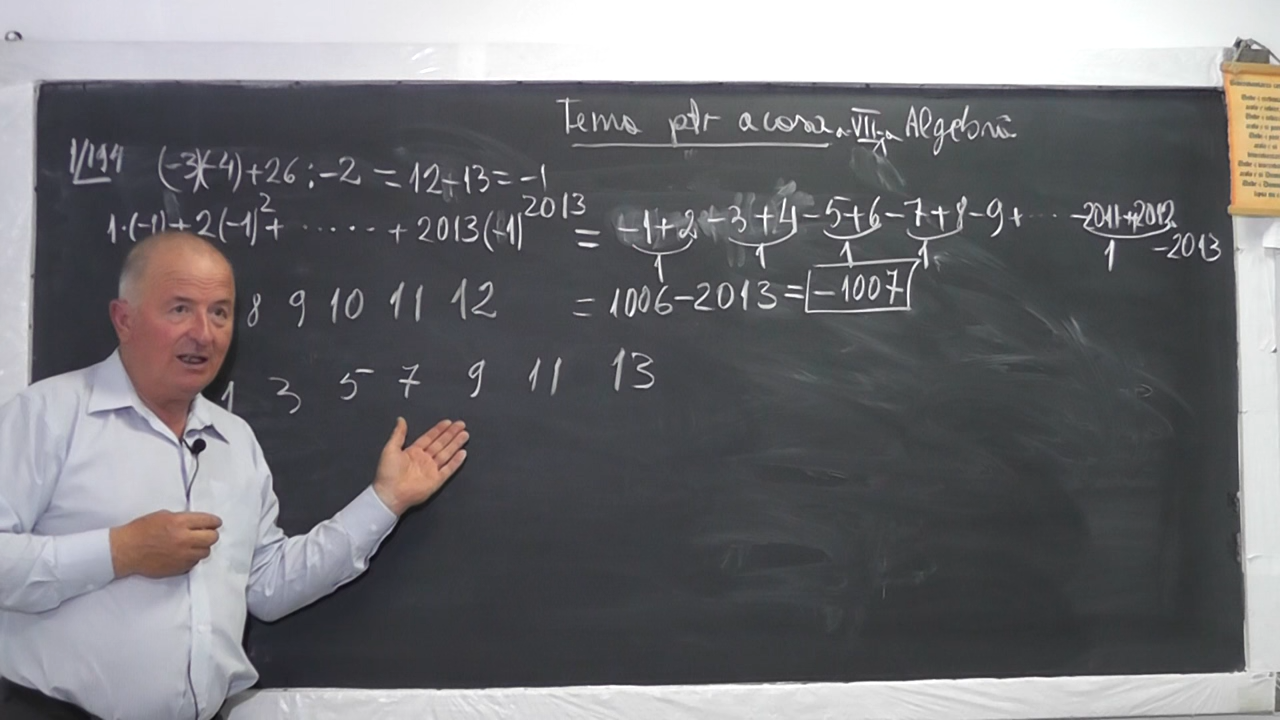 Tema ptr acasa a VII-a Algebră
1/194 (-3)(-4)+26:-2 = 12-13=-1
1·(-1)+2(-1)²+ ······ + 2013(-1)²⁰¹³ = -1+2-3+4-5+6-7+8-9+ ··· -2011+2012
1 1 1 1 1 -2013
8 9 10 11 12 = 1006-2013=-1007
1 3 5 7 9 11 13